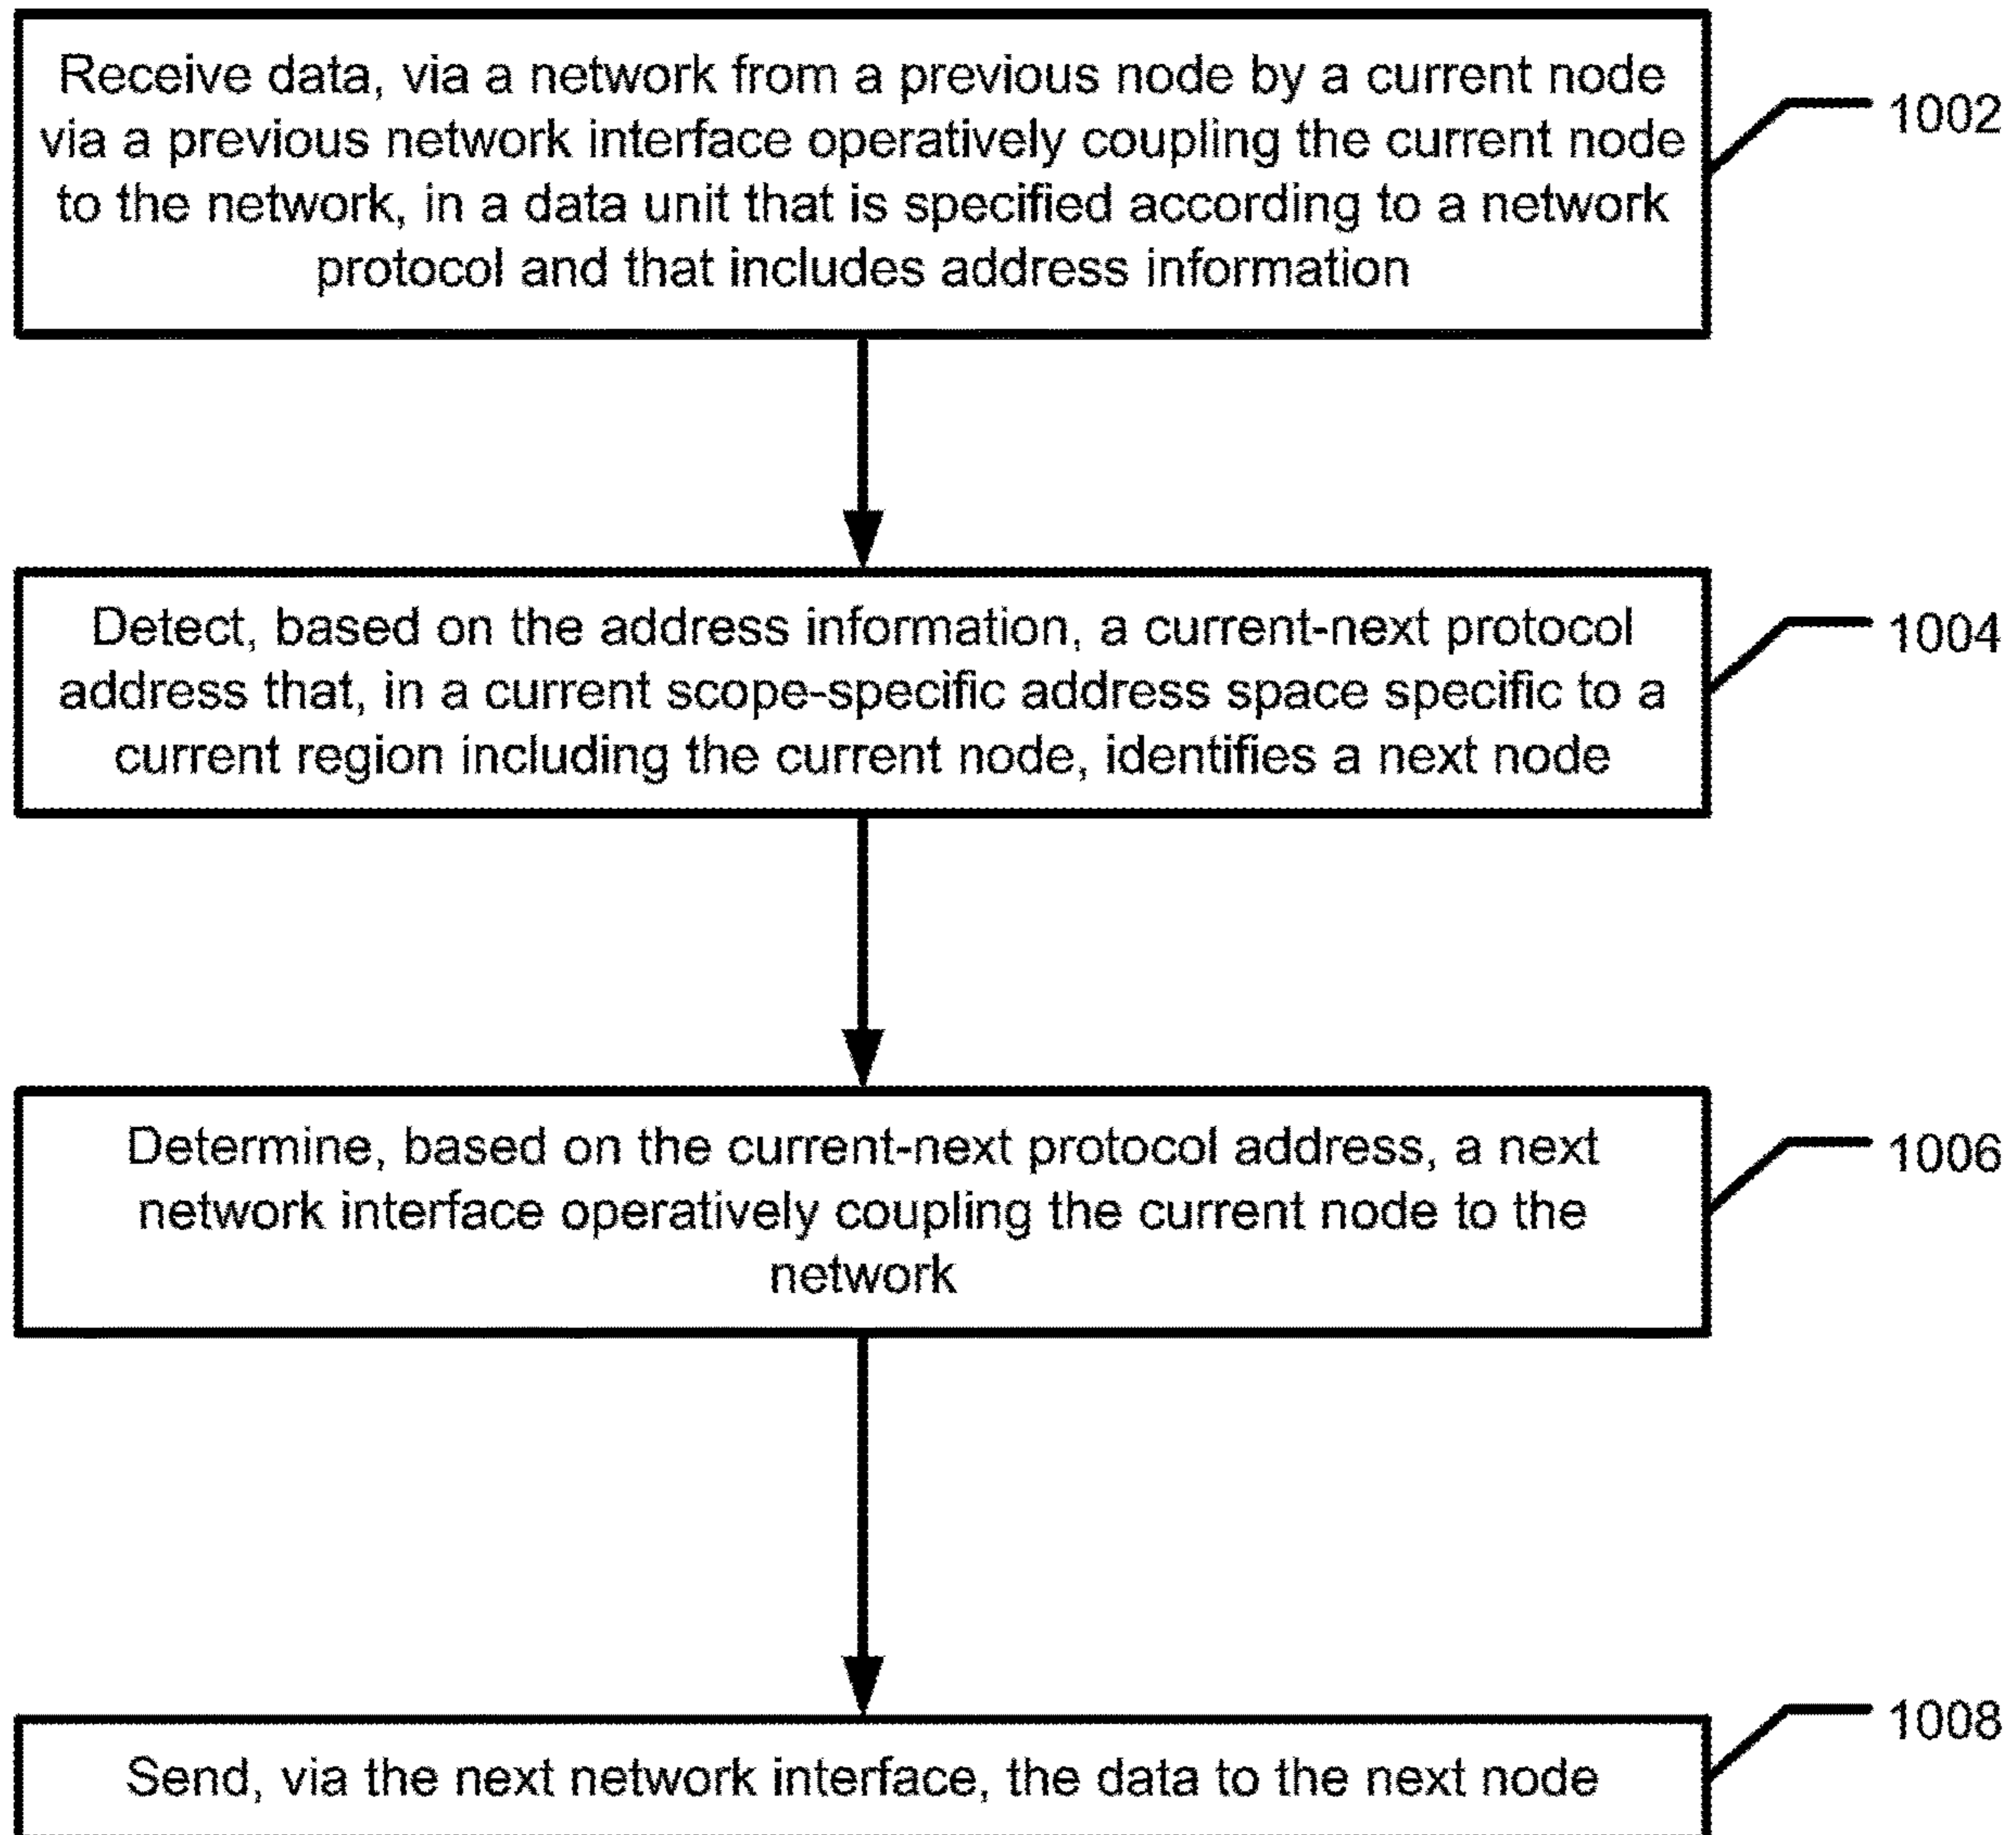 Receive data, via a network from a previous node by a current node
via a previous network interface operatively coupling the current node
to the network, in a data unit that is specified according to a network
protocol and that includes address information
1002
Detect, based on the address information, a current-next protocol
address that, in a current scope-specific address space specific to a
current region including the current node, identifies a next node
1004
Determine, based on the current-next protocol address, a next
network interface operatively coupling the current node to the
network
1006
Send, via the next network interface, the data to the next node
1008